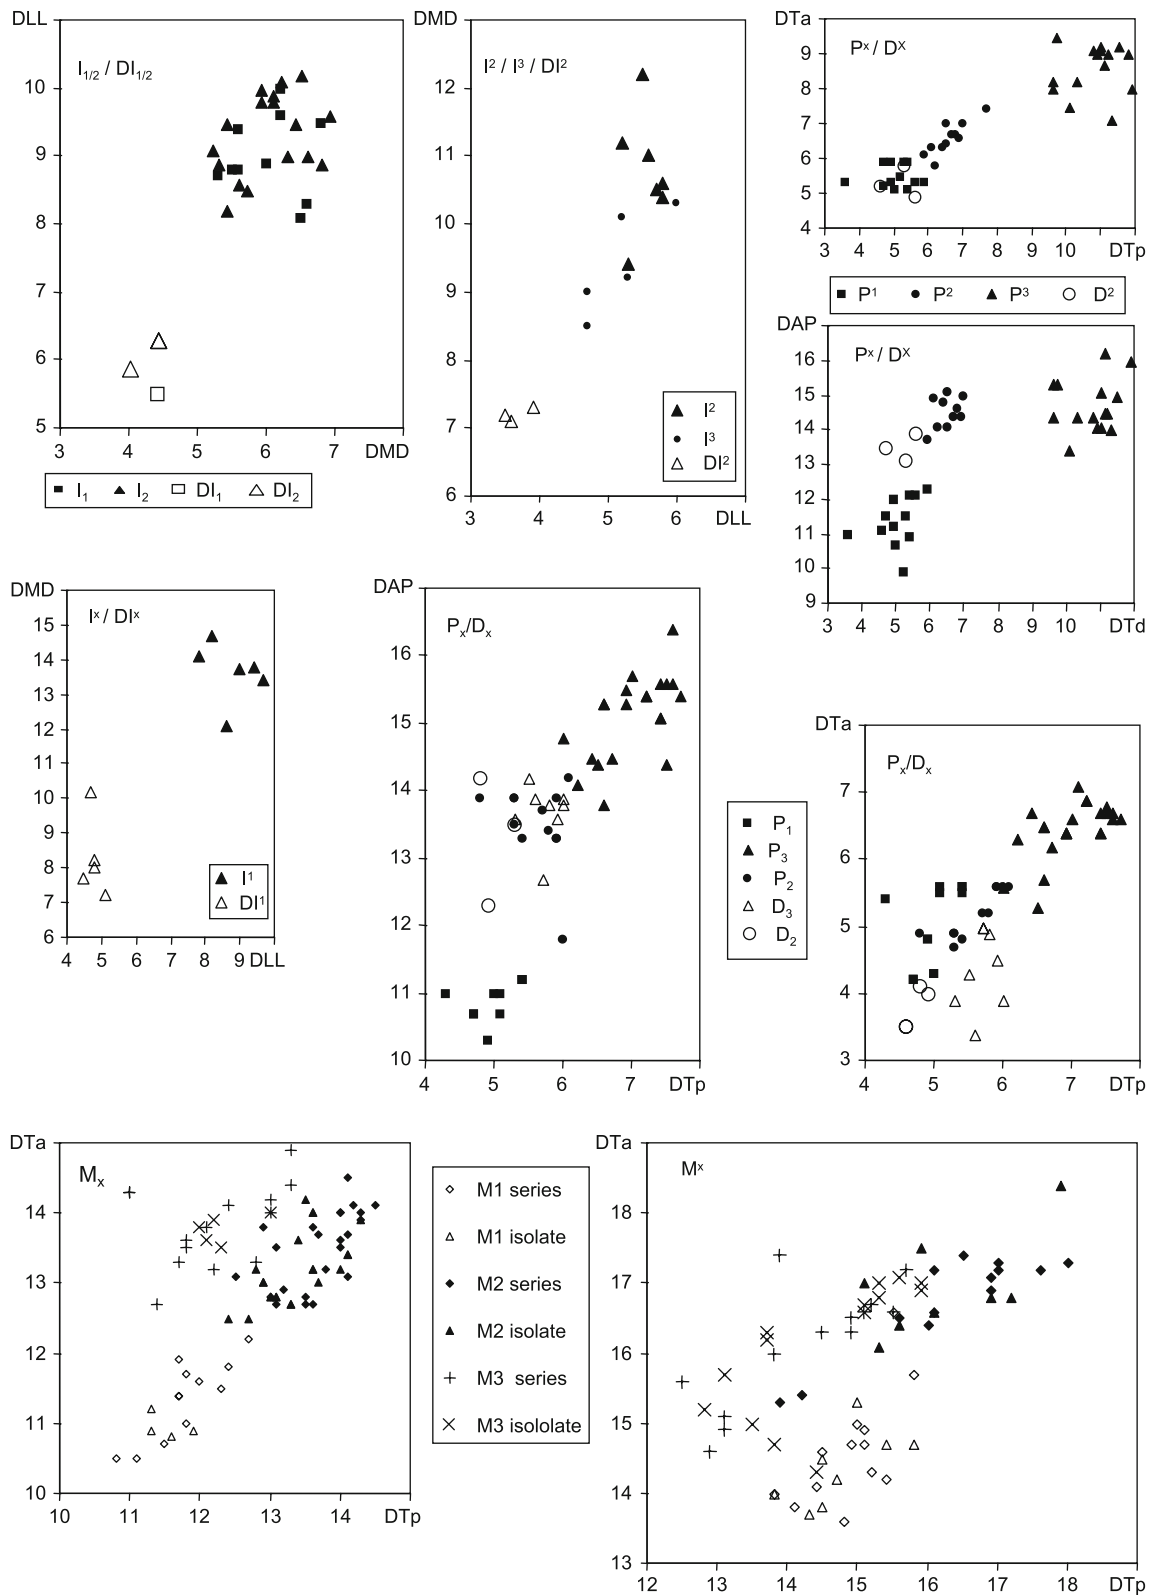 DLL
I1/2 / DI1/2
10
9
8
7
6
5
3 4 5 6 7 DMD
I1 I2 DI1 DI2
DMD
I2 / I3 / DI2
12
11
10
9
8
7
6
3 4 5 6 DLL
I2
I3
DI2
DTa
Px / DX
9
8
7
6
5
4
3 4 5 6 7 8 9 10 DTp
P1 P2 P3 D2
DAP
Px / DX
16
15
14
13
12
11
10
9
3 4 5 6 7 8 9 10 DTd
DMD
Ix / DIx
15
14
13
12
11
10
9
8
7
6
4 5 6 7 8 9 DLL
I1
DI1
DAP
Px/Dx
16
15
14
13
12
11
10
4 5 6 7 DTp
P1
P3
P2
D3
D2
DTa
Px/Dx
7
6
5
4
3
4 5 6 7 DTp
DTa
Mx
14
13
12
11
10
10 11 12 13 14 DTp
M1 series
M1 isolate
M2 series
M2 isolate
M3 series
M3 isololate
DTa
Mx
18
17
16
15
14
13
12 13 14 15 16 17 18 DTp